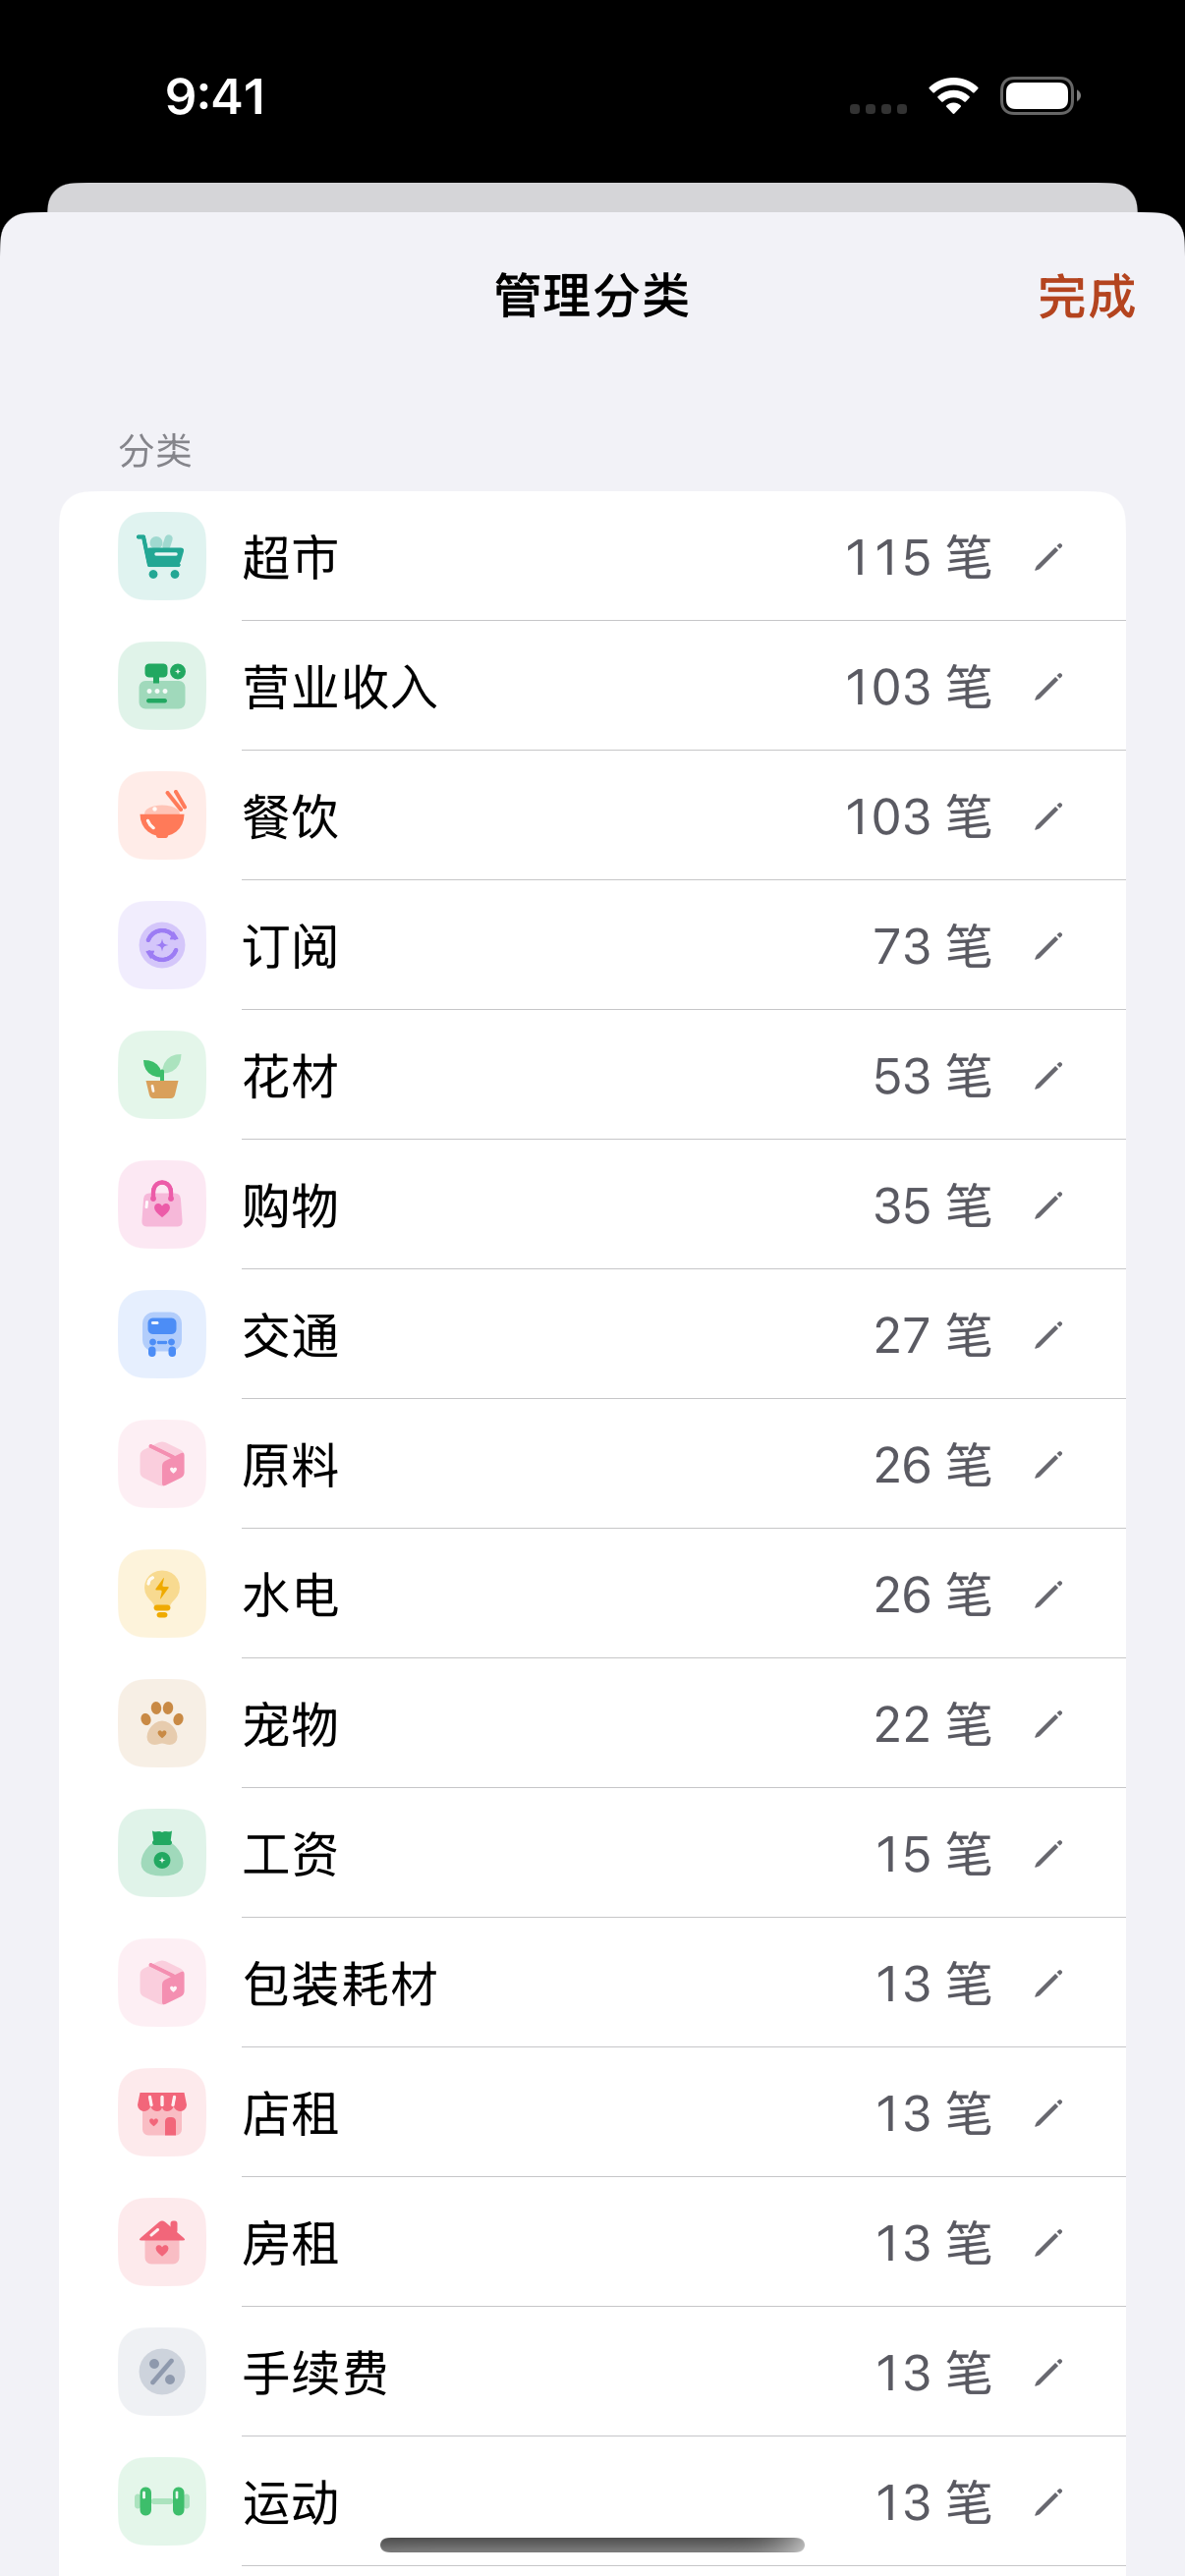 9:41
管理分类
完成
分类
超市 115 笔
营业收入 103 笔
餐饮 103 笔
订阅 73 笔
花材 53 笔
购物 35 笔
交通 27 笔
原料 26 笔
水电 26 笔
宠物 22 笔
工资 15 笔
包装耗材 13 笔
店租 13 笔
房租 13 笔
手续费 13 笔
运动 13 笔